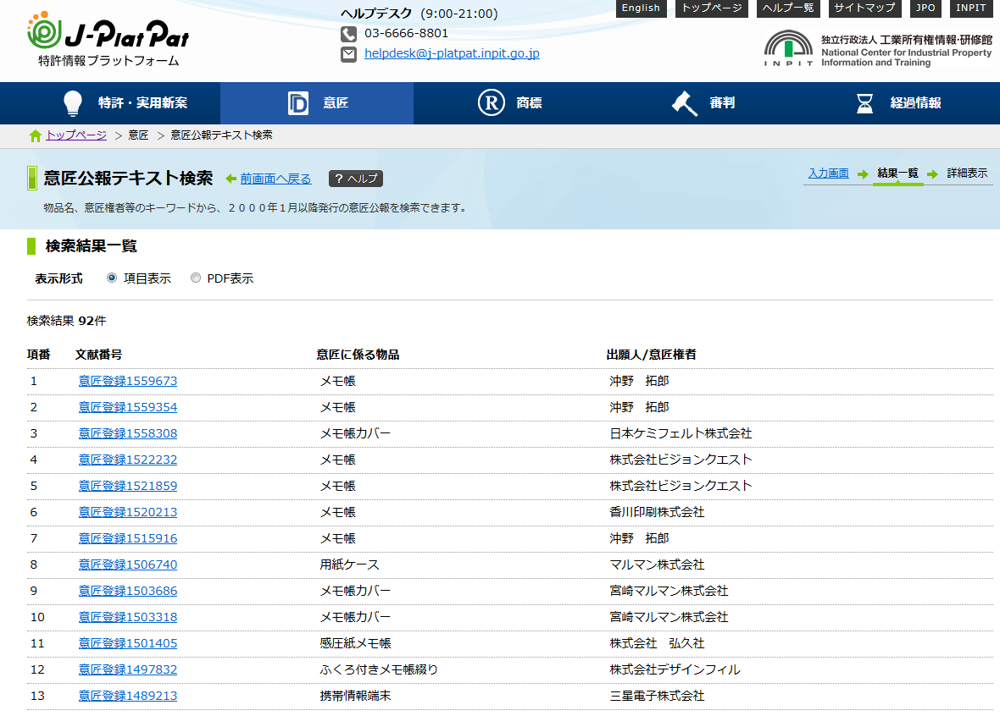 J-PlatPat
特許情報プラットフォーム
ヘルプデスク (9:00-21:00)
03-6666-8801
helpdesk@j-platpat.inpit.go.jp
English トップページ ヘルプ一覧 サイトマップ JPO INPIT
INPIT
独立行政法人 工業所有権情報・研修館
National Center for Industrial Property
Information and Training
特許・実用新案 意匠 R 商標 審判 経過情報
トップページ > 意匠 > 意匠公報テキスト検索
意匠公報テキスト検索 前画面へ戻る ? ヘルプ
入力画面 結果一覧 詳細表示
物品名、意匠権者等のキーワードから、２０００年１月以降発行の意匠公報を検索できます。
検索結果一覧
表示形式 項目表示 PDF表示
検索結果 92件
項番 文献番号 意匠に係る物品 出願人/意匠権者
1 意匠登録1559673 メモ帳 沖野　拓郎
2 意匠登録1559354 メモ帳 沖野　拓郎
3 意匠登録1558308 メモ帳カバー 日本ケミフェルト株式会社
4 意匠登録1522232 メモ帳 株式会社ビジョンクエスト
5 意匠登録1521859 メモ帳 株式会社ビジョンクエスト
6 意匠登録1520213 メモ帳 香川印刷株式会社
7 意匠登録1515916 メモ帳 沖野　拓郎
8 意匠登録1506740 用紙ケース マルマン株式会社
9 意匠登録1503686 メモ帳カバー 宮崎マルマン株式会社
10 意匠登録1503318 メモ帳カバー 宮崎マルマン株式会社
11 意匠登録1501405 感圧紙メモ帳 株式会社　弘久社
12 意匠登録1497832 ふくろ付きメモ帳綴り 株式会社デザインフィル
13 意匠登録1489213 携帯情報端末 三星電子株式会社